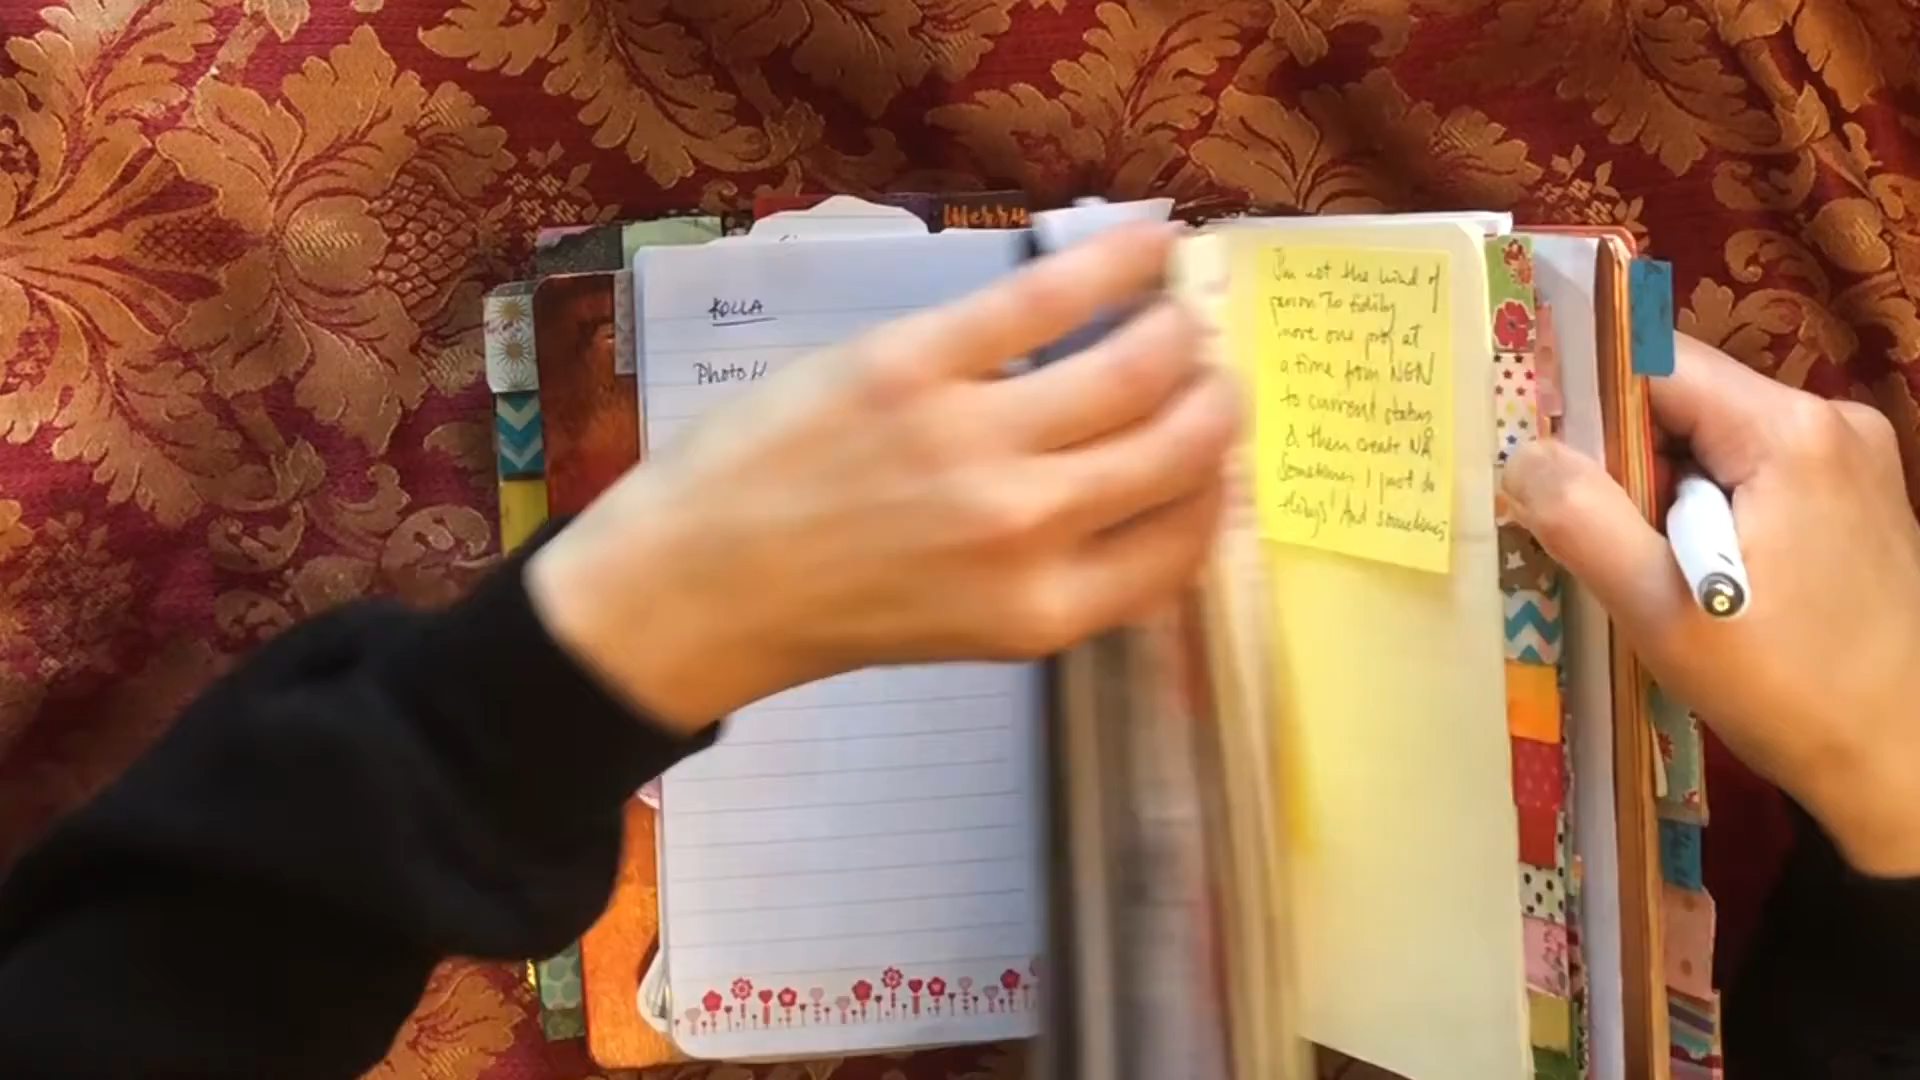 KOLLA
Photo
I'm not the kind of
person to tidily
move one proj at
a time from NGN
to current status
& then create NÅ
Sometimes I just do
things! And sometimes